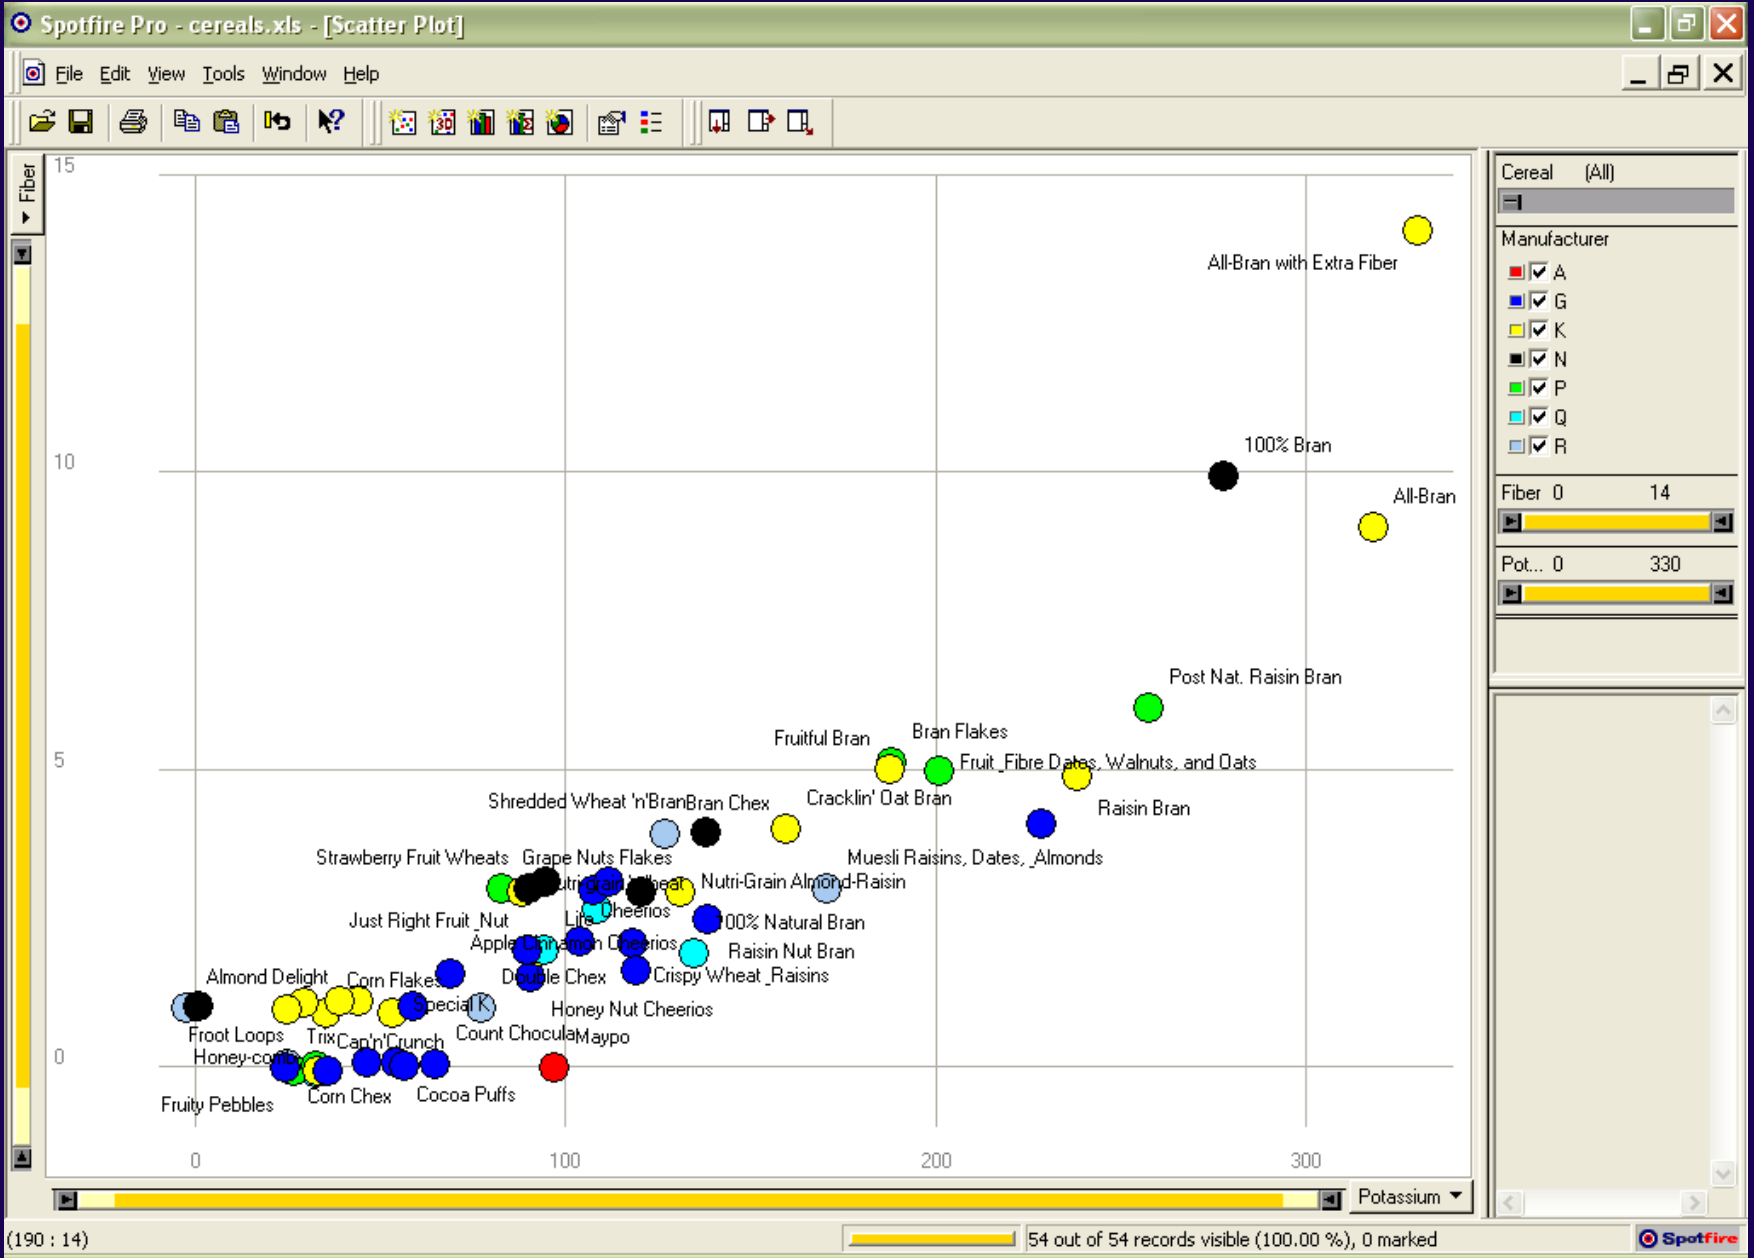 Spotfire Pro - cereals.xls - [Scatter Plot]
File Edit View Tools Window Help
Fiber
15
10
5
0
All-Bran with Extra Fiber
100% Bran
All-Bran
Post Nat. Raisin Bran
Fruitful Bran
Bran Flakes
Fruit_Fibre Dates, Walnuts, and Oats
Cracklin' Oat Bran
Raisin Bran
Shredded Wheat 'n'Bran
Bran Chex
Strawberry Fruit Wheats
Grape Nuts Flakes
Muesli Raisins, Dates,_Almonds
Nutri-Grain Almond-Raisin
Just Right Fruit_Nut
Life
Cheerios
100% Natural Bran
Apple Cinnamon Cheerios
Raisin Nut Bran
Almond Delight
Corn Flakes
Double Chex
Crispy Wheat_Raisins
Special K
Honey Nut Cheerios
Froot Loops
Trix
Cap'n'Crunch
Count Chocula
Maypo
Honey-comb
Fruity Pebbles
Corn Chex
Cocoa Puffs
0
100
200
300
Potassium
Cereal (All)
Manufacturer
A
G
K
N
P
Q
R
Fiber 0 14
Pot... 0 330
(190 : 14)
54 out of 54 records visible (100.00 %), 0 marked
Spotfire